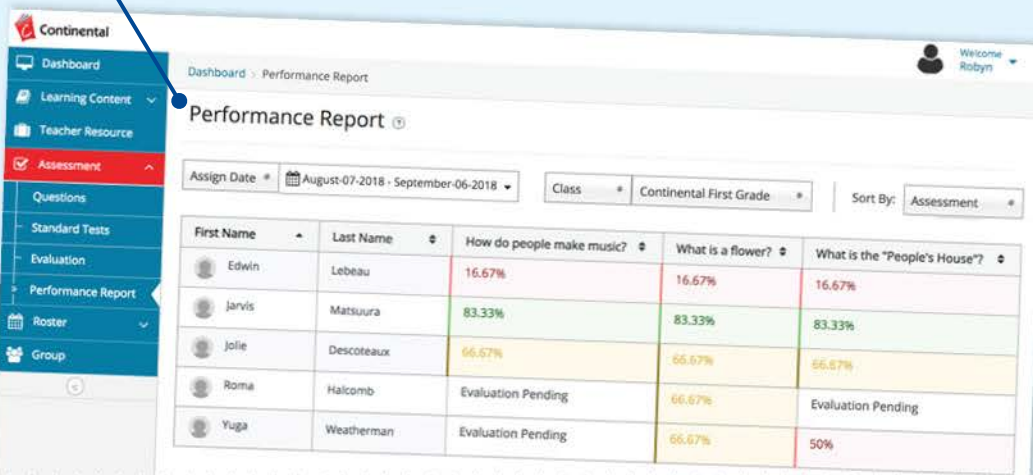 Continental
Welcome
Robyn
Dashboard
Learning Content
Teacher Resource
Assessment
Questions
Standard Tests
Evaluation
Performance Report
Roster
Group
Dashboard > Performance Report
Performance Report
Assign Date August-07-2018 - September-06-2018 Class Continental First Grade Sort By: Assessment
First Name Last Name How do people make music? What is a flower? What is the "People's House"?
Edwin Lebeau 16.67% 16.67% 16.67%
Jarvis Matsuura 83.33% 83.33% 83.33%
Jolie Descoteaux 66.67% 66.67% 66.67%
Roma Halcomb Evaluation Pending 66.67% Evaluation Pending
Yuga Weatherman Evaluation Pending 66.67% 50%